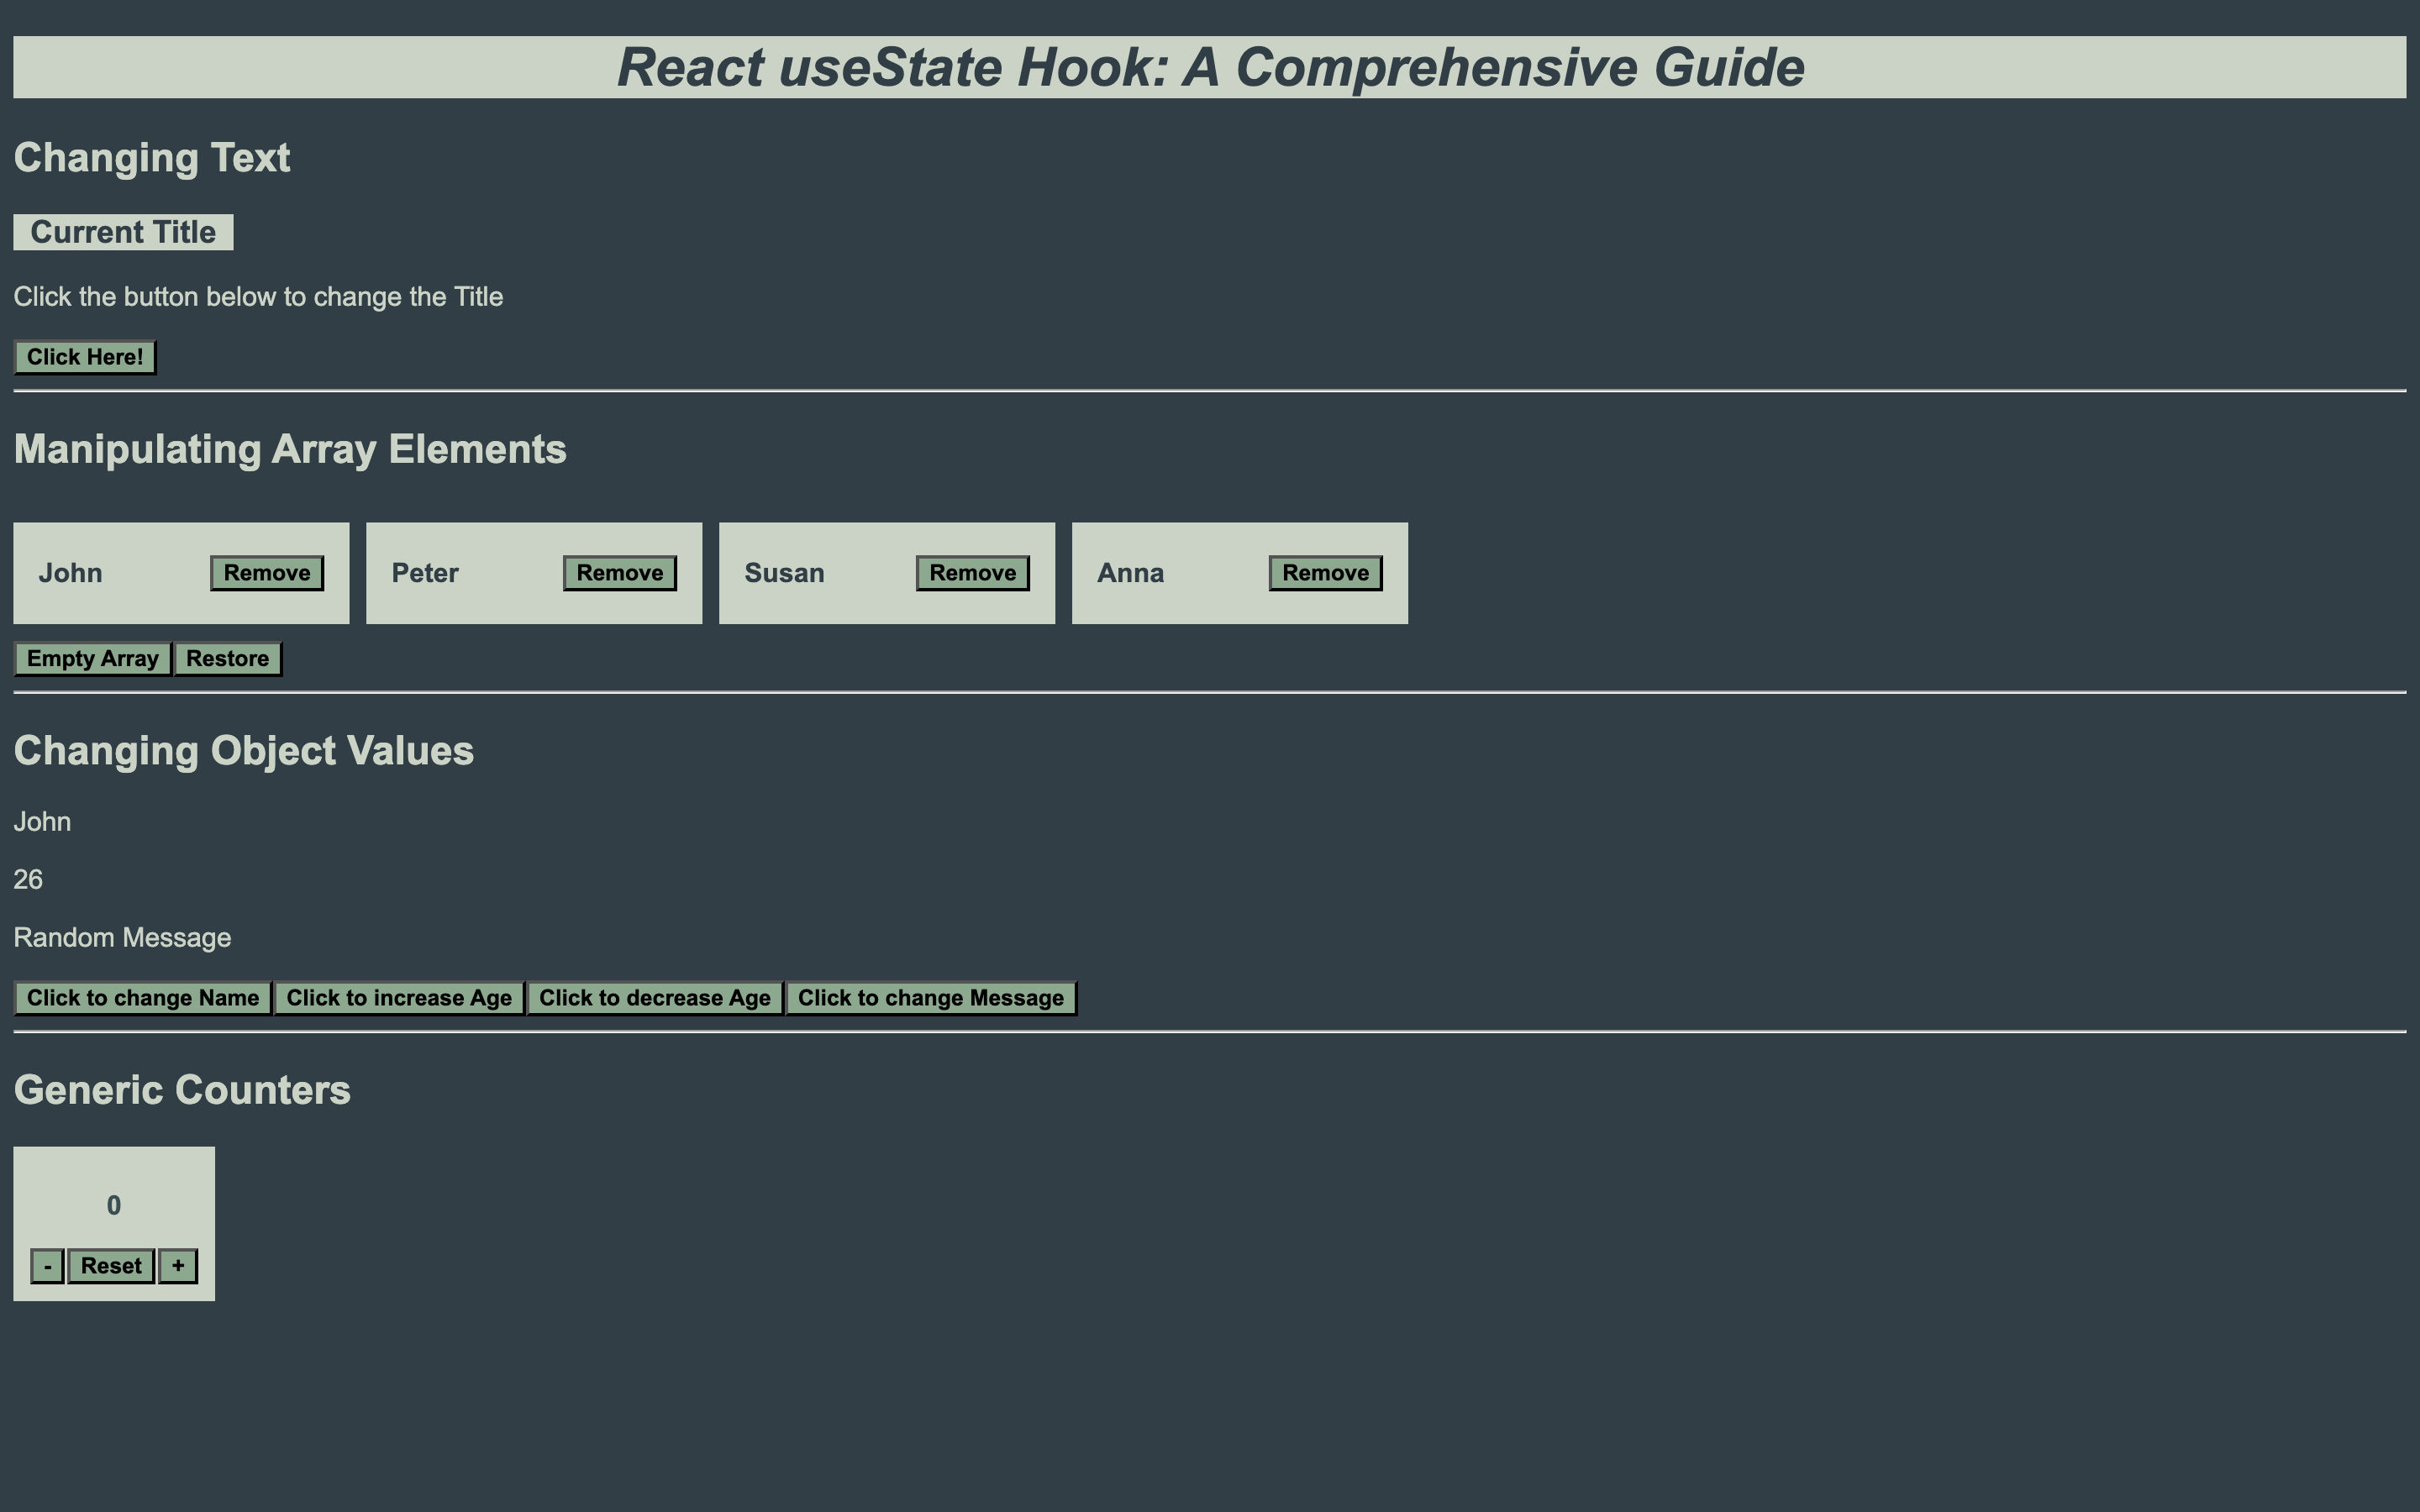 React useState Hook: A Comprehensive Guide
Changing Text
Current Title
Click the button below to change the Title
Click Here!
Manipulating Array Elements
John Remove Peter Remove Susan Remove Anna Remove
Empty Array Restore
Changing Object Values
John
26
Random Message
Click to change Name Click to increase Age Click to decrease Age Click to change Message
Generic Counters
0
- Reset +